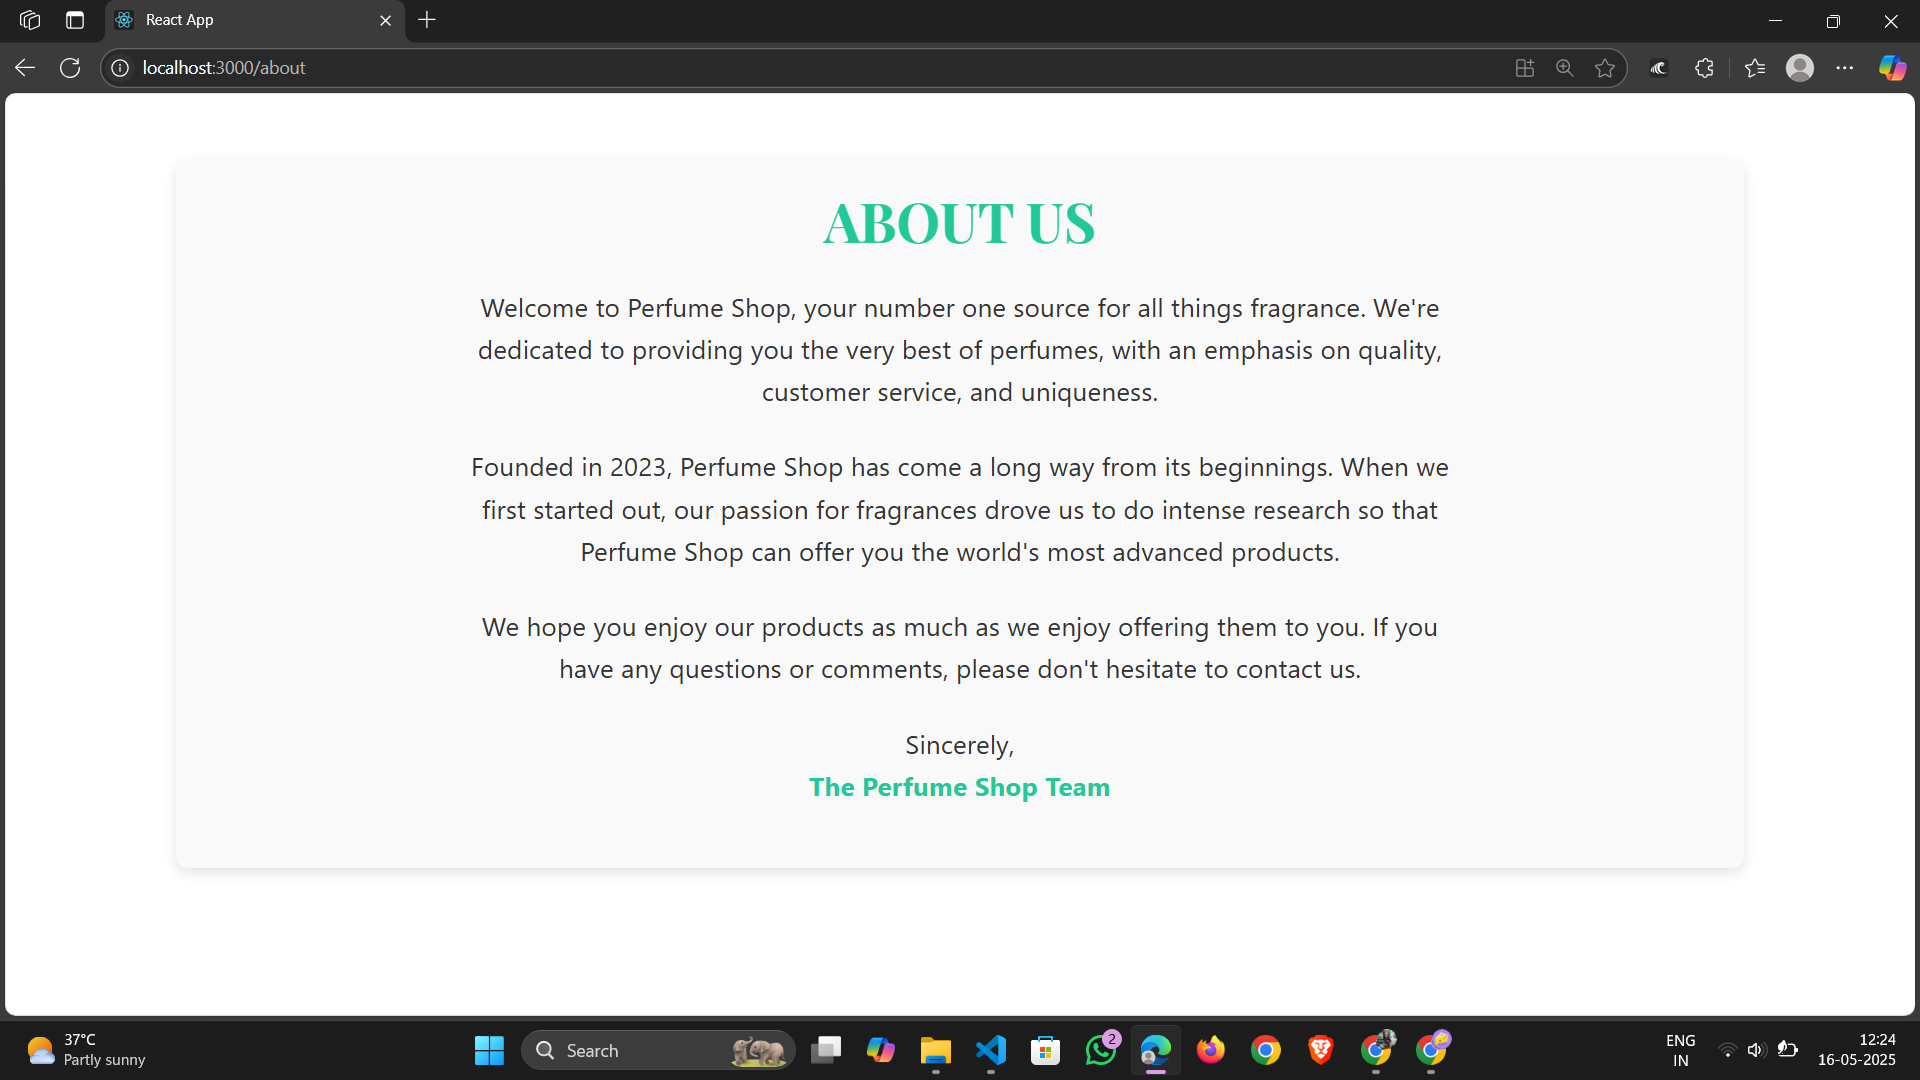 React App
localhost:3000/about
ABOUT US
Welcome to Perfume Shop, your number one source for all things fragrance. We're
dedicated to providing you the very best of perfumes, with an emphasis on quality,
customer service, and uniqueness.
Founded in 2023, Perfume Shop has come a long way from its beginnings. When we
first started out, our passion for fragrances drove us to do intense research so that
Perfume Shop can offer you the world's most advanced products.
We hope you enjoy our products as much as we enjoy offering them to you. If you
have any questions or comments, please don't hesitate to contact us.
Sincerely,
The Perfume Shop Team
37°C
Partly sunny
Search
2
ENG
IN
12:24
16-05-2025